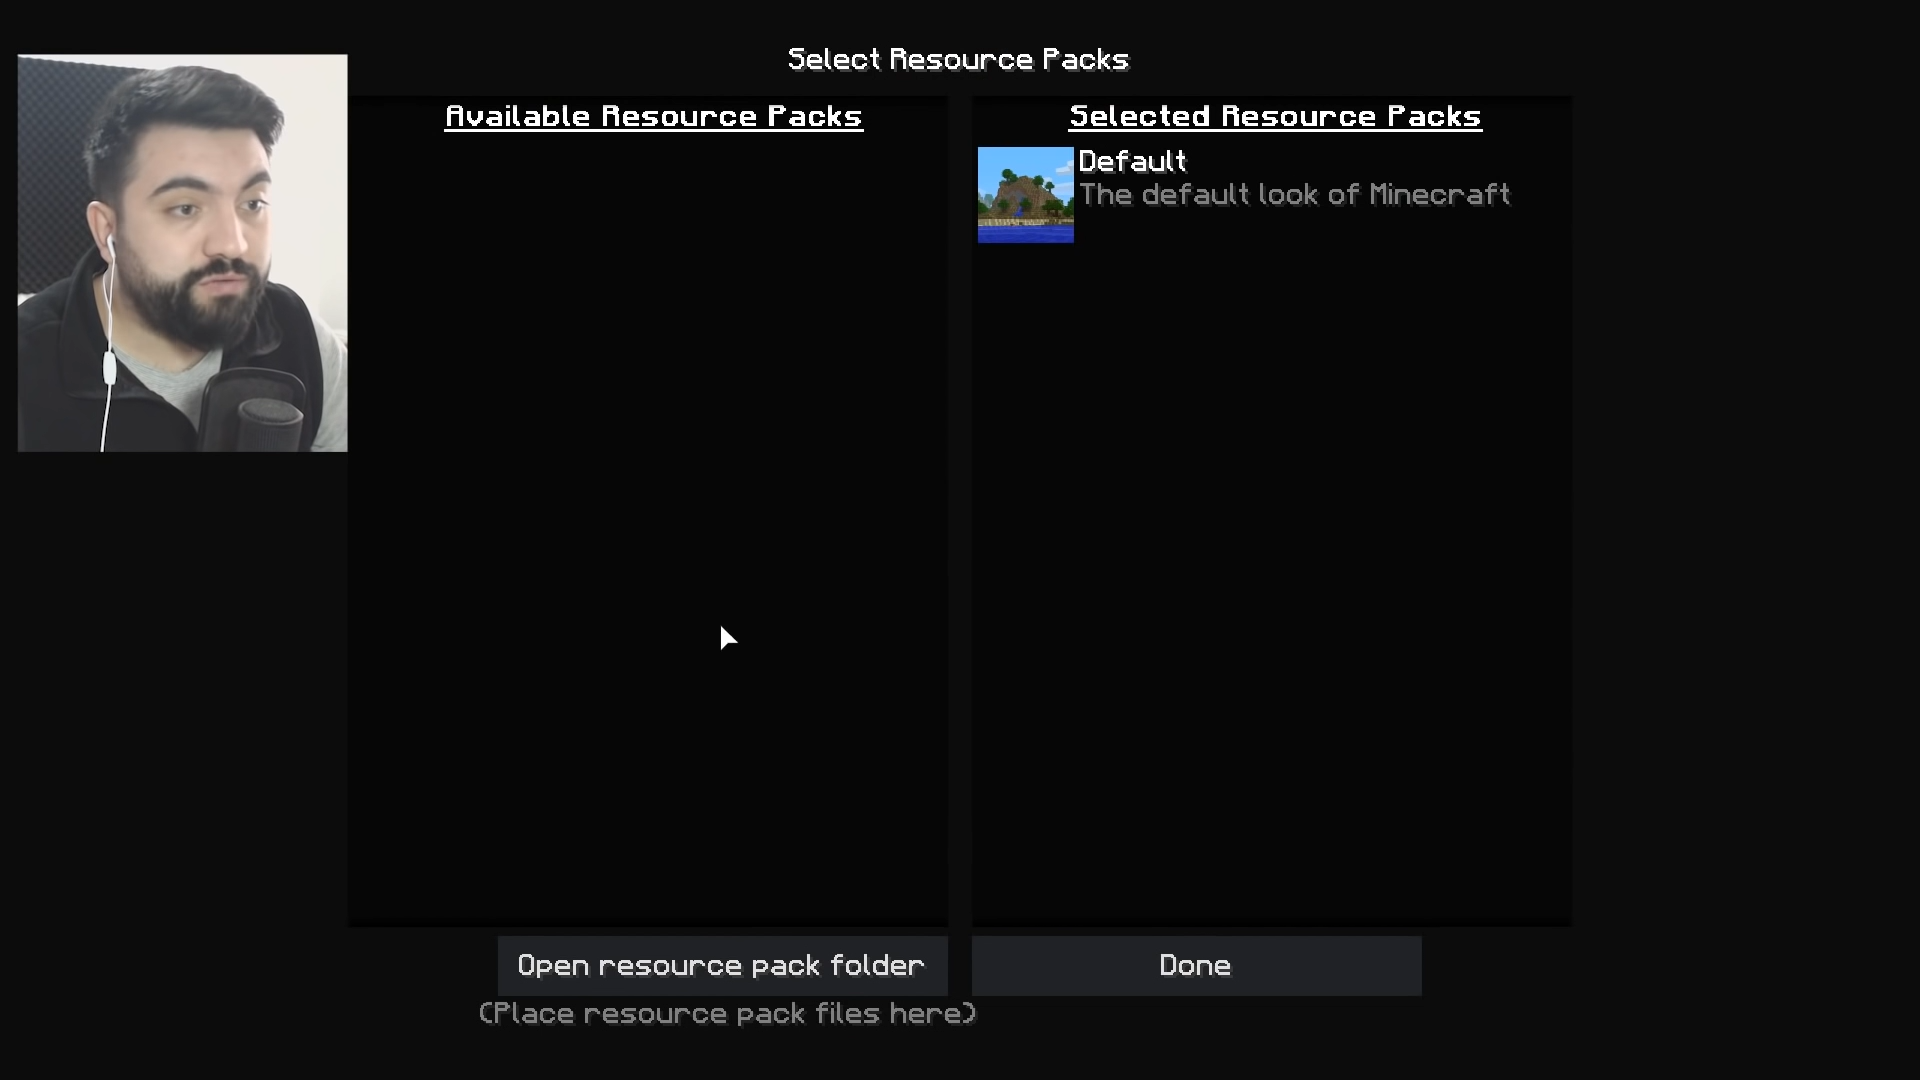 Select Resource Packs
Available Resource Packs
Selected Resource Packs
Default
The default look of Minecraft
Open resource pack folder
Done
(Place resource pack files here)